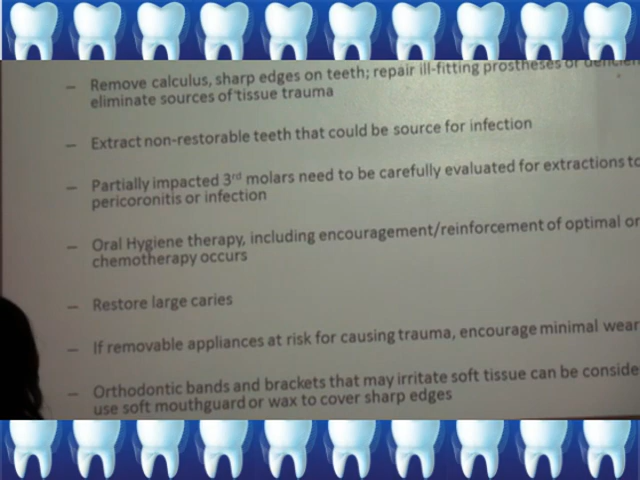 – Remove calculus, sharp edges on teeth; repair ill-fitting prostheses or
eliminate sources of tissue trauma
– Extract non-restorable teeth that could be source for infection
– Partially impacted 3rd molars need to be carefully evaluated for extractions to
pericoronitis or infection
– Oral Hygiene therapy, including encouragement/reinforcement of optimal or
chemotherapy occurs
– Restore large caries
– If removable appliances at risk for causing trauma, encourage minimal wear
– Orthodontic bands and brackets that may irritate soft tissue can be conside
use soft mouthguard or wax to cover sharp edges